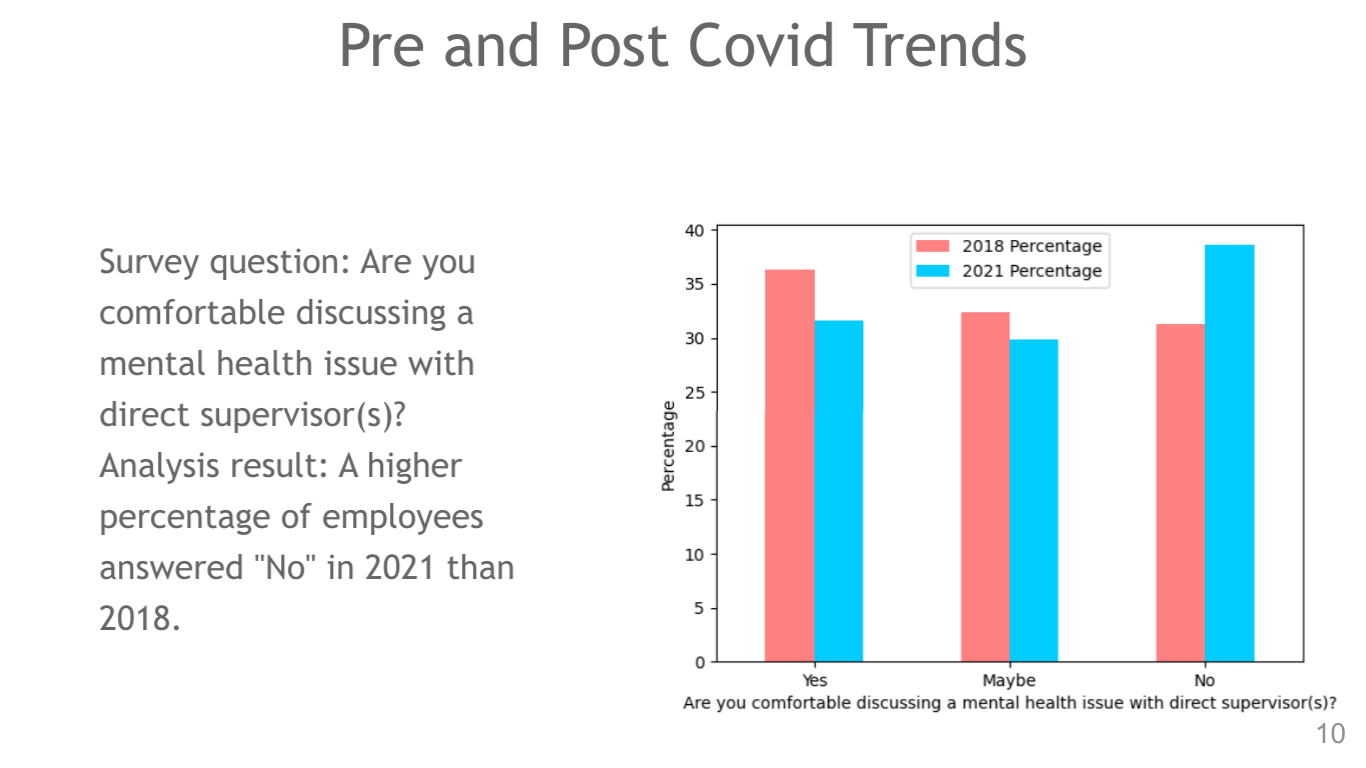 Pre and Post Covid Trends
Survey question: Are you
comfortable discussing a
mental health issue with
direct supervisor(s)?
Analysis result: A higher
percentage of employees
answered "No" in 2021 than
2018.
2018 Percentage
2021 Percentage
40
35
30
25
20
15
10
5
0
Percentage
Yes
Maybe
No
Are you comfortable discussing a mental health issue with direct supervisor(s)?
10